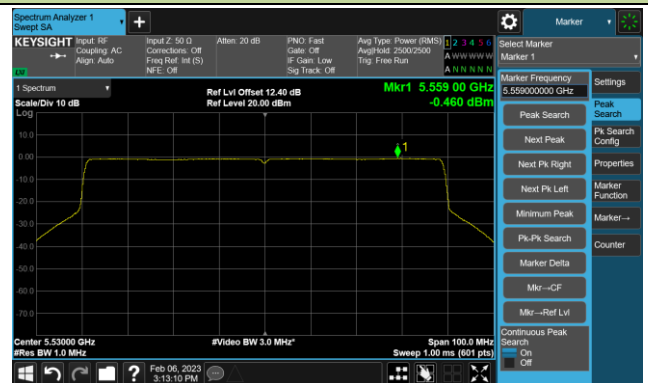 Spectrum Analyzer 1
Swept SA
+
Marker
KEYSIGHT
Input: RF
Coupling: AC
Align: Auto
Input Z: 50 Ω
Corrections: Off
Freq Ref: Int (S)
NFE: Off
Atten: 20 dB
PNO: Fast
Gate: Off
IF Gain: Low
Sig Track: Off
Avg Type: Power (RMS)
Avg|Hold: 2500/2500
Trig: Free Run
1 2 3 4 5 6
A W W W W W
A N N N N N
Select Marker
Marker 1
1 Spectrum
Scale/Div 10 dB
Log
Ref Lvl Offset 12.40 dB
Ref Level 20.00 dBm
Mkr1 5.559 00 GHz
-0.460 dBm
10.0
0.00
-10.0
-20.0
-30.0
-40.0
-50.0
-60.0
-70.0
1
Center 5.53000 GHz
#Res BW 1.0 MHz
#Video BW 3.0 MHz*
Span 100.0 MHz
Sweep 1.00 ms (601 pts)
Marker Frequency
5.559000000 GHz
Peak Search
Next Peak
Next Pk Right
Next Pk Left
Minimum Peak
Pk-Pk Search
Marker Delta
Mkr→CF
Mkr→Ref Lvl
Continuous Peak
Search
On
Off
Settings
Peak
Search
Pk Search
Config
Properties
Marker
Function
Marker→
Counter
?
Feb 06, 2023
3:13:10 PM